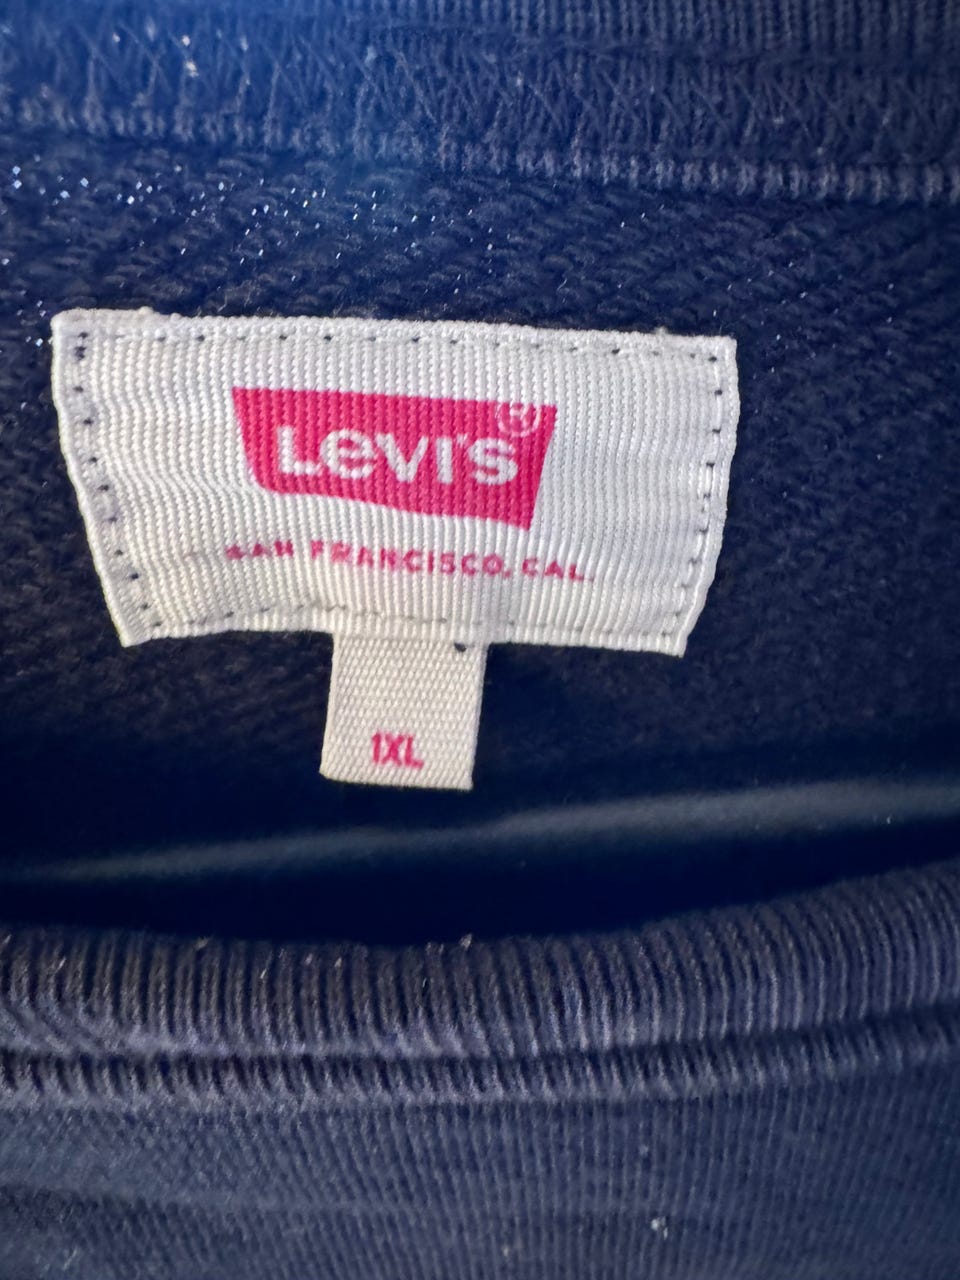 Levi's®
SAN FRANCISCO, CAL.
1XL